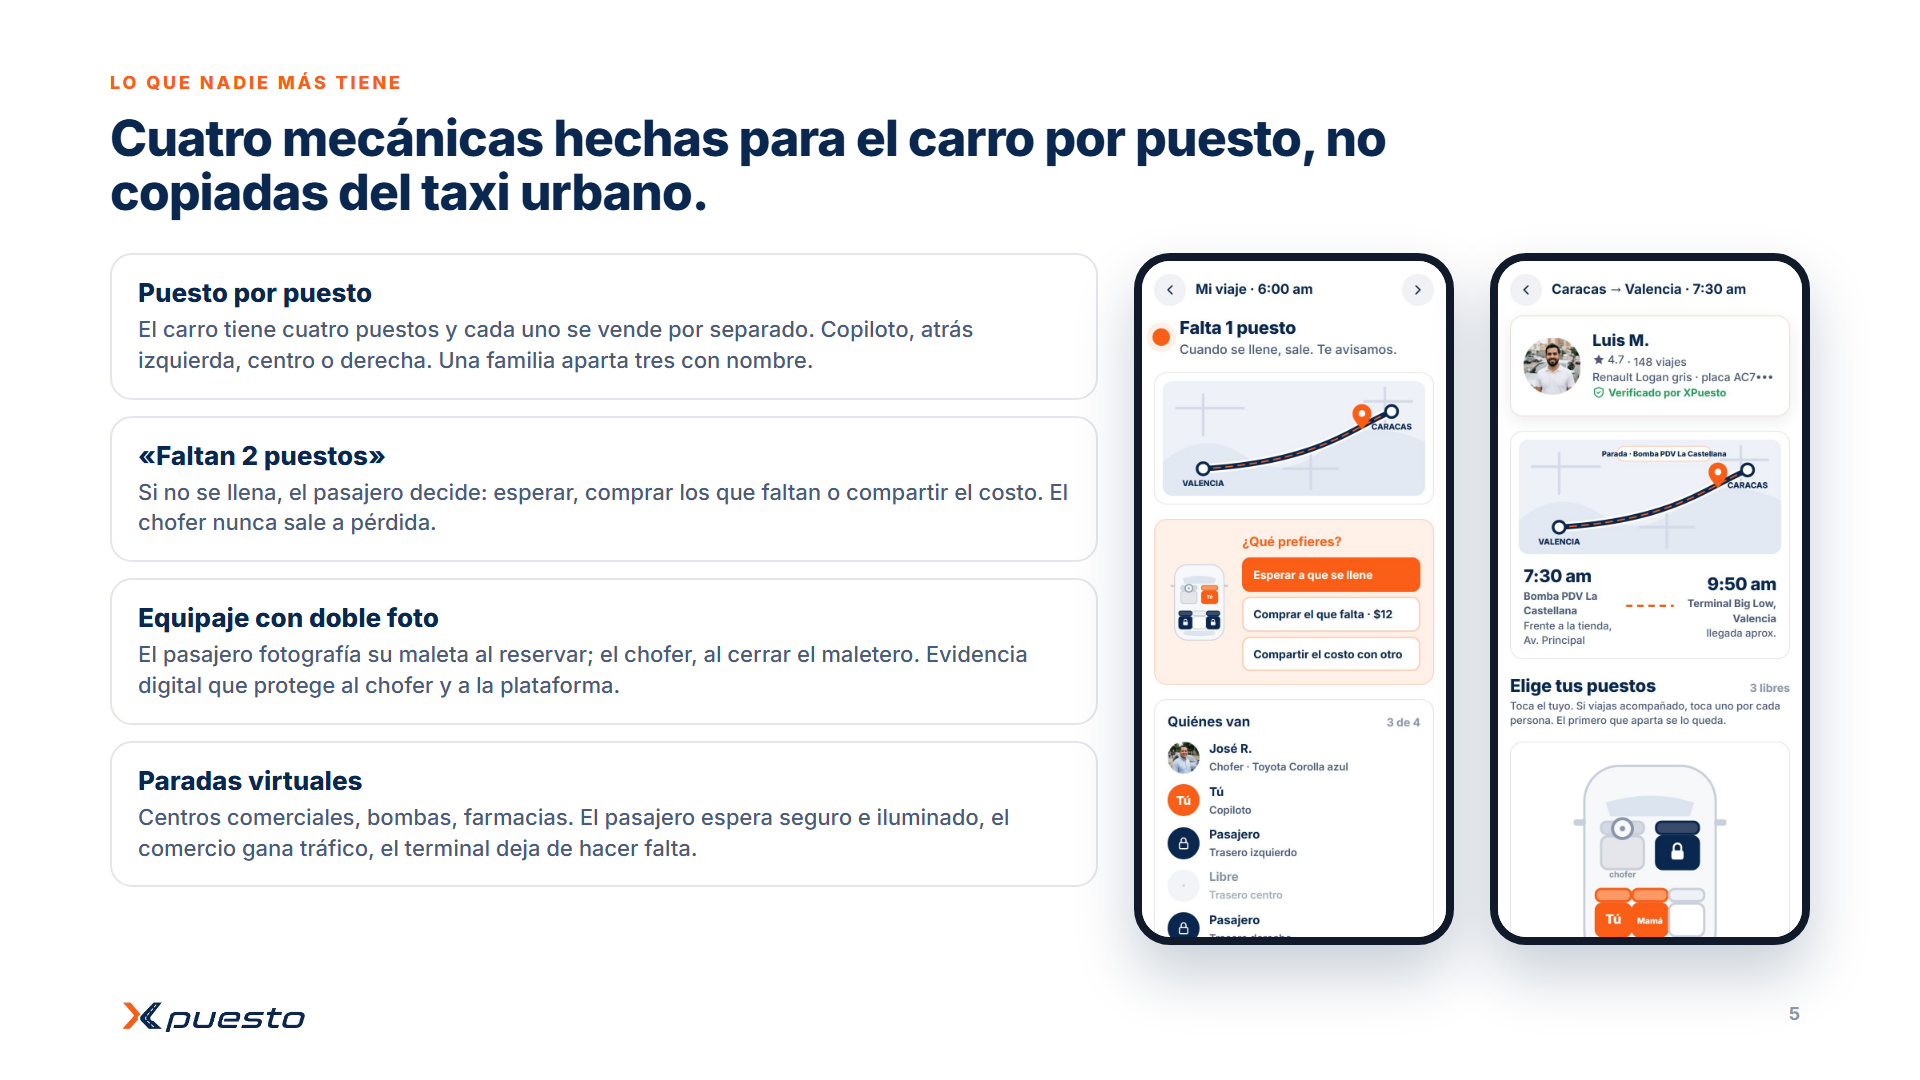 LO QUE NADIE MÁS TIENE
Cuatro mecánicas hechas para el carro por puesto, no
copiadas del taxi urbano.
Puesto por puesto
El carro tiene cuatro puestos y cada uno se vende por separado. Copiloto, atrás
izquierda, centro o derecha. Una familia aparta tres con nombre.
«Faltan 2 puestos»
Si no se llena, el pasajero decide: esperar, comprar los que faltan o compartir el costo. El
chofer nunca sale a pérdida.
Equipaje con doble foto
El pasajero fotografía su maleta al reservar; el chofer, al cerrar el maletero. Evidencia
digital que protege al chofer y a la plataforma.
Paradas virtuales
Centros comerciales, bombas, farmacias. El pasajero espera seguro e iluminado, el
comercio gana tráfico, el terminal deja de hacer falta.
Mi viaje · 6:00 am
Falta 1 puesto
Cuando se llene, sale. Te avisamos.
CARACAS
VALENCIA
¿Qué prefieres?
Esperar a que se llene
Tú
Comprar el que falta · $12
Compartir el costo con otro
Quiénes van
3 de 4
José R.
Chofer · Toyota Corolla azul
Tú
Tú
Copiloto
Pasajero
Trasero izquierdo
Libre
Trasero centro
Pasajero
Caracas → Valencia · 7:30 am
Luis M.
★ 4.7 · 148 viajes
Renault Logan gris · placa AC7•••
Verificado por XPuesto
Parada · Bomba PDV La Castellana
CARACAS
VALENCIA
7:30 am
Bomba PDV La
Castellana
Frente a la tienda,
Av. Principal
9:50 am
Terminal Big Low,
Valencia
llegada aprox.
Elige tus puestos
3 libres
Toca el tuyo. Si viajas acompañado, toca uno por cada
persona. El primero que aparta se lo queda.
chofer
Tú
Mamá
Xpuesto
5